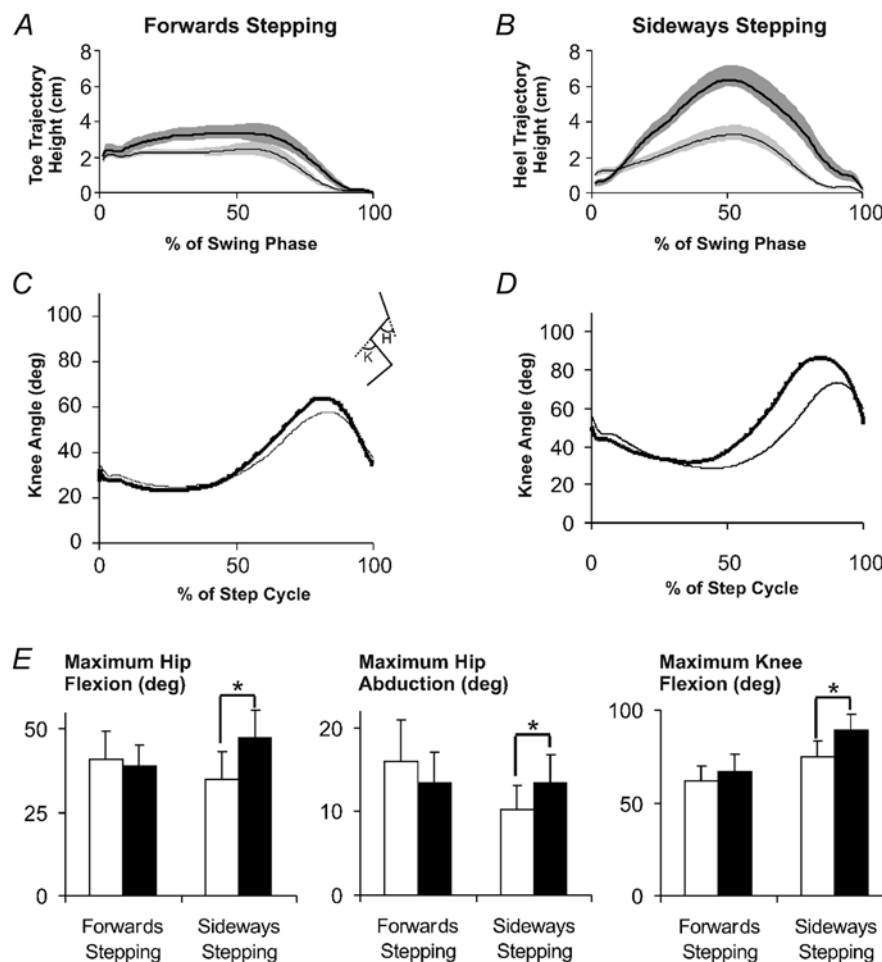 A Forwards Stepping
Toe Trajectory
Height (cm)
8
6
4
2
0
0 50 100
% of Swing Phase
B Sideways Stepping
Heel Trajectory
Height (cm)
8
6
4
2
0
0 50 100
% of Swing Phase
C
Knee Angle (deg)
100
80
60
40
20
0
0 50 100
% of Step Cycle
H
K
D
Knee Angle (deg)
100
80
60
40
20
0
0 50 100
% of Step Cycle
E
Maximum Hip
Flexion (deg)
50
25
0
*
Forwards Sideways
Stepping Stepping
Maximum Hip
Abduction (deg)
20
10
0
*
Forwards Sideways
Stepping Stepping
Maximum Knee
Flexion (deg)
100
50
0
*
Forwards Sideways
Stepping Stepping